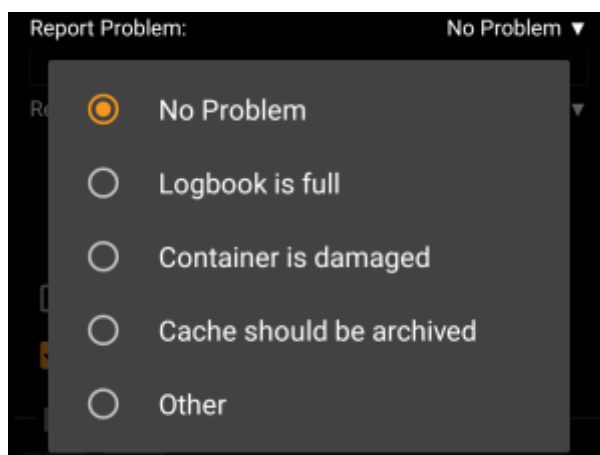 Report Problem: No Problem ▼
No Problem
Logbook is full
Container is damaged
Cache should be archived
Other